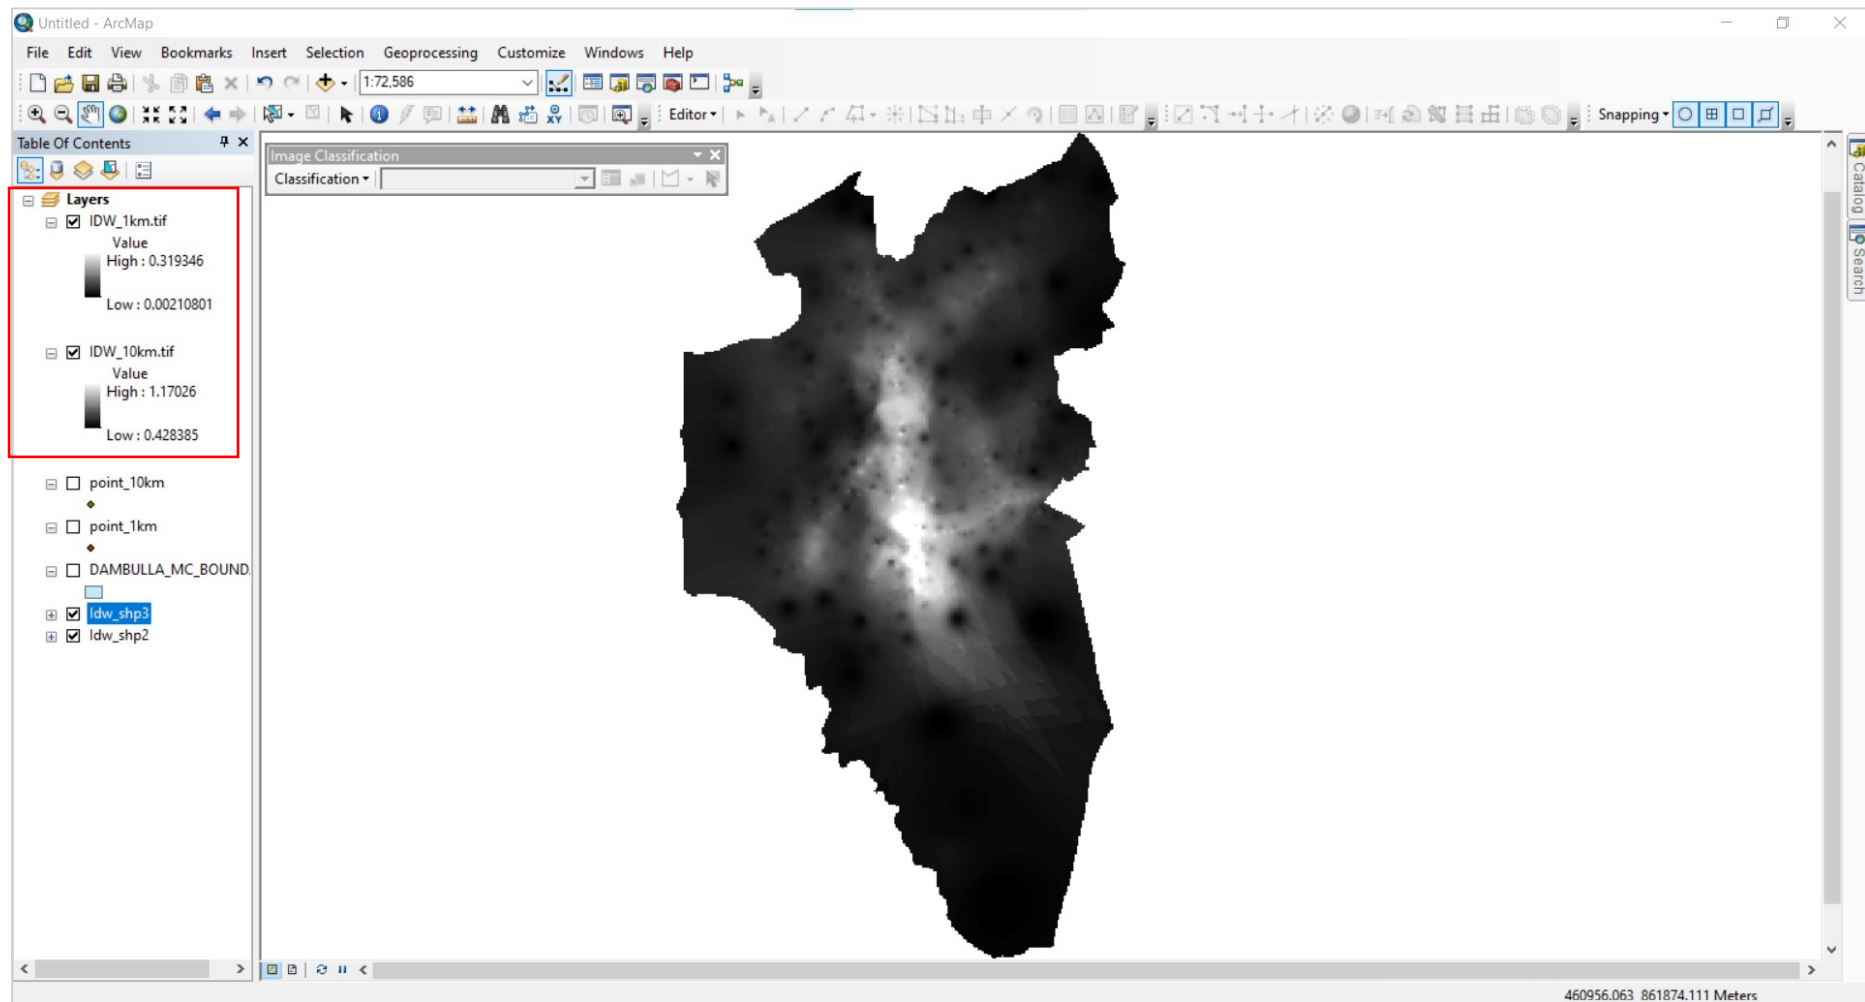 Untitled - ArcMap
File Edit View Bookmarks Insert Selection Geoprocessing Customize Windows Help
1:72,586
Editor
Snapping
Table Of Contents
Image Classification
Classification
Layers
IDW_1km.tif
Value
High : 0.319346
Low : 0.00210801
IDW_10km.tif
Value
High : 1.17026
Low : 0.428385
point_10km
point_1km
DAMBULLA_MC_BOUND
Idw_shp3
Idw_shp2
Catalog
Search
460956.063 861874.111 Meters